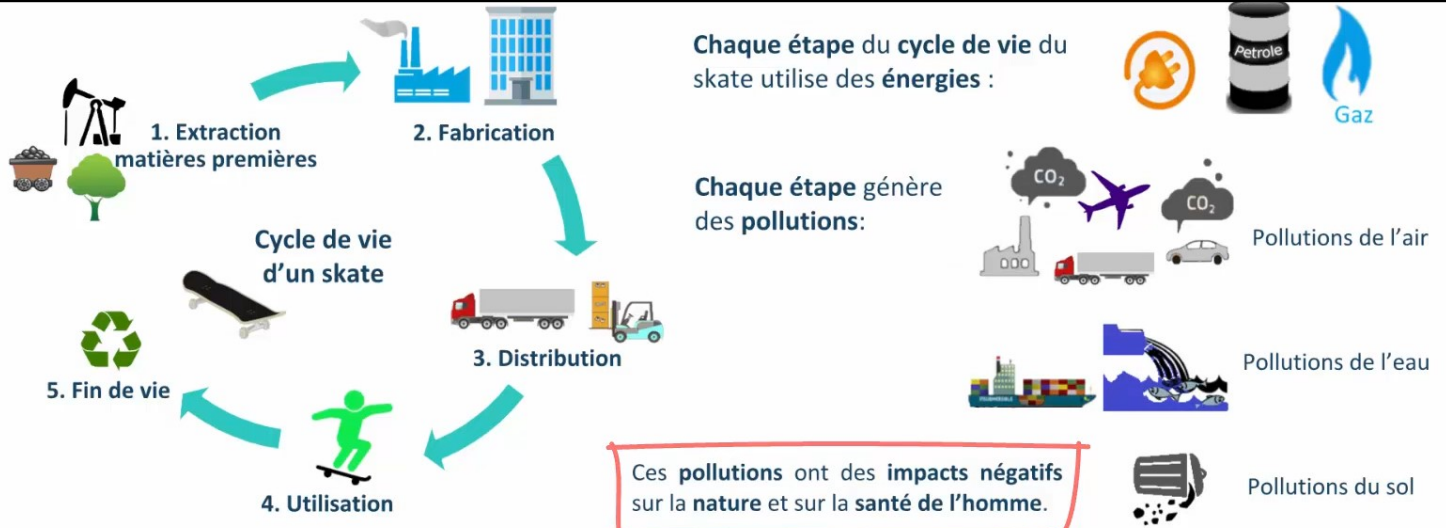 1. Extraction
matières premières
2. Fabrication
Cycle de vie
d'un skate
3. Distribution
4. Utilisation
5. Fin de vie
Chaque étape du cycle de vie du
skate utilise des énergies :
Petrole
Gaz
Chaque étape génère
des pollutions:
CO₂
CO₂
Pollutions de l'air
Pollutions de l'eau
Pollutions du sol
Ces pollutions ont des impacts négatifs
sur la nature et sur la santé de l'homme.